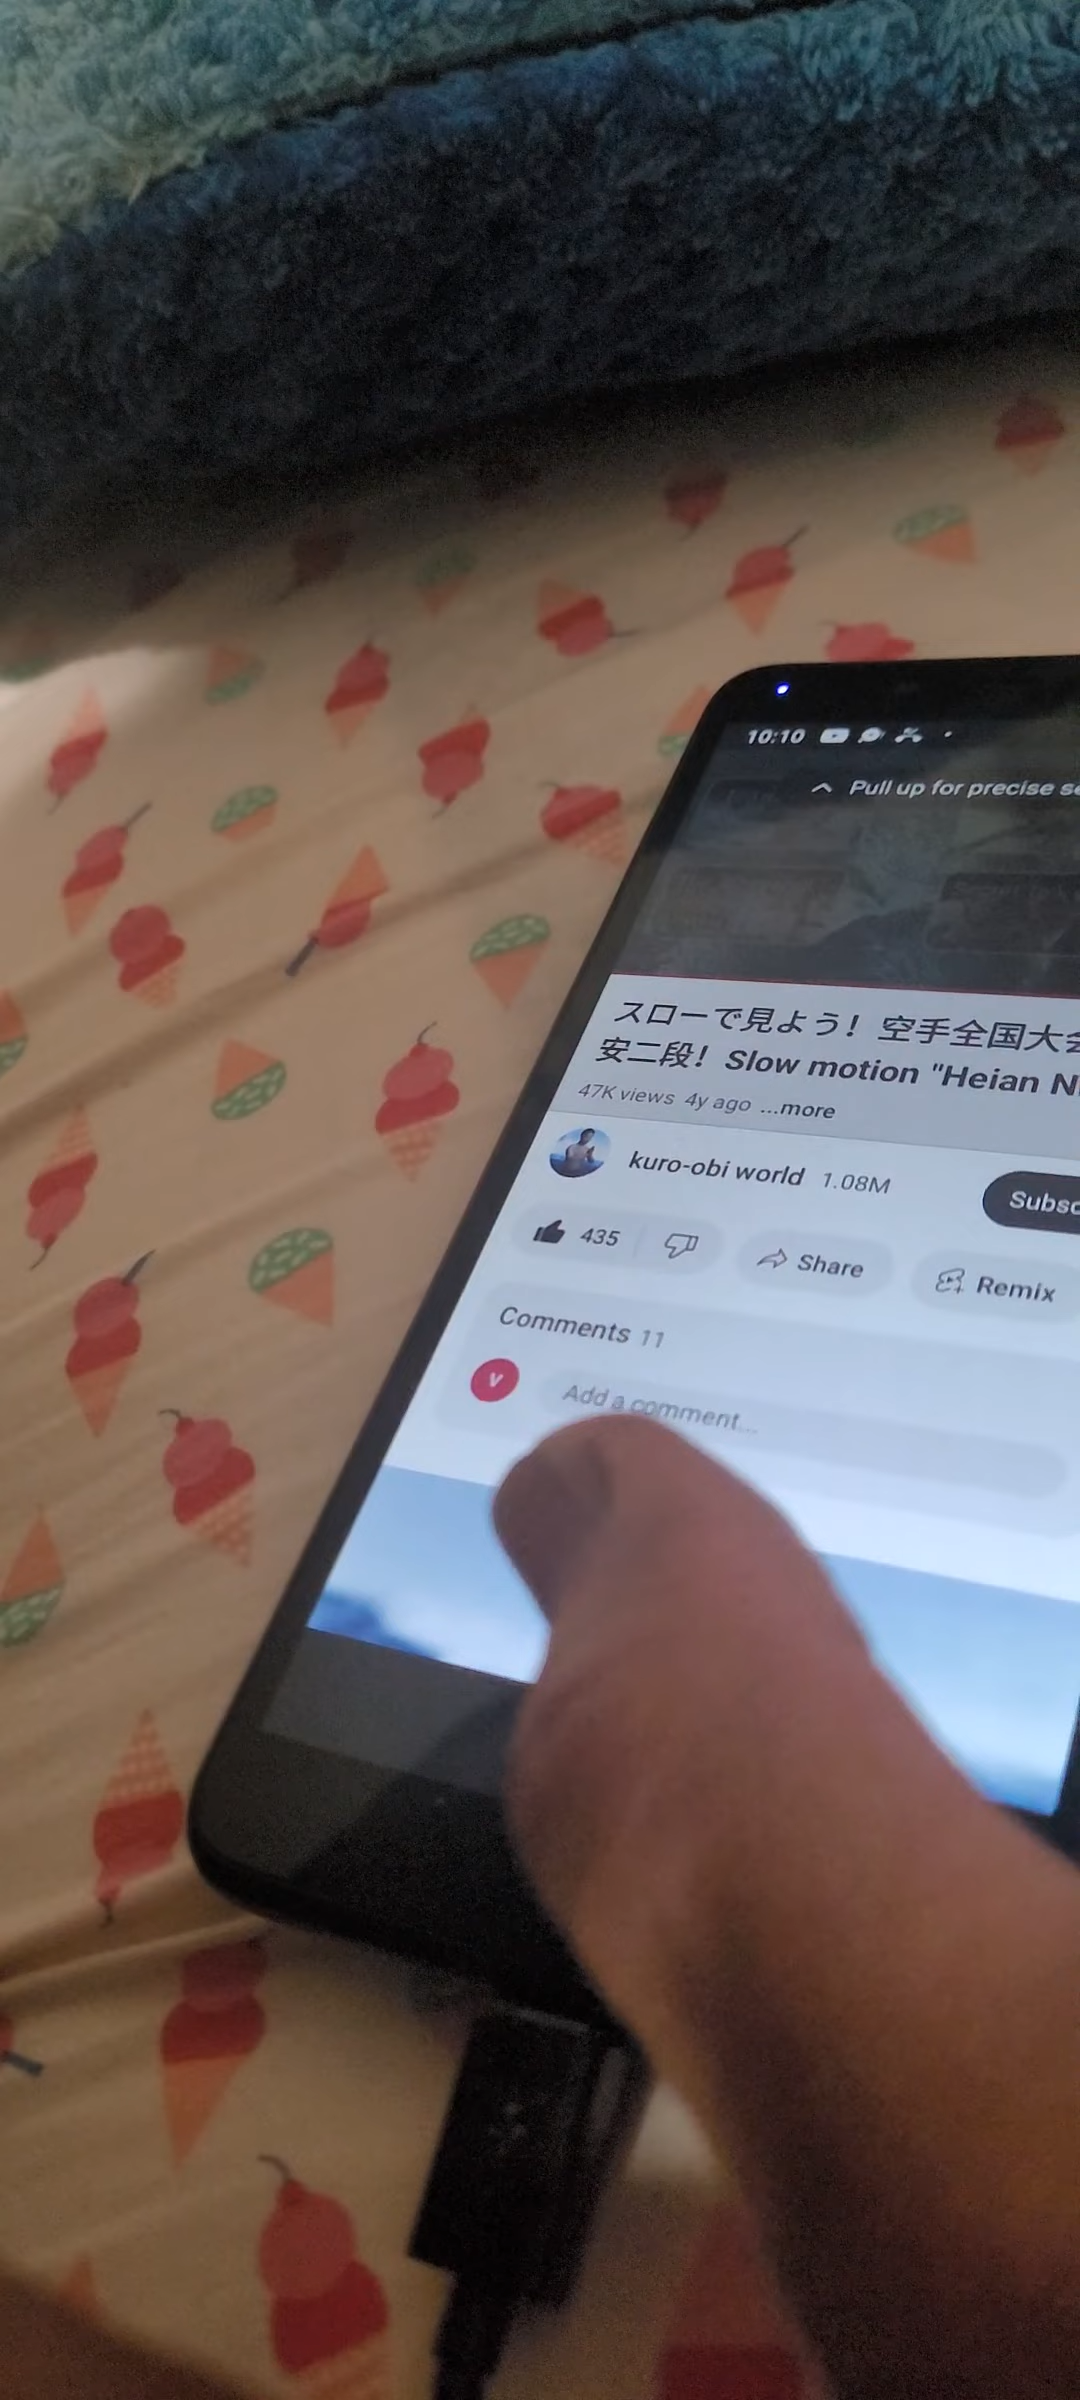 10:10
Pull up for precise se
スローで見よう！空手全国大会
安二段！Slow motion "Heian Ni
47K views 4y ago ...more
kuro-obi world 1.08M
Subsc
435
Share
Remix
Comments 11
V
Add a comment...